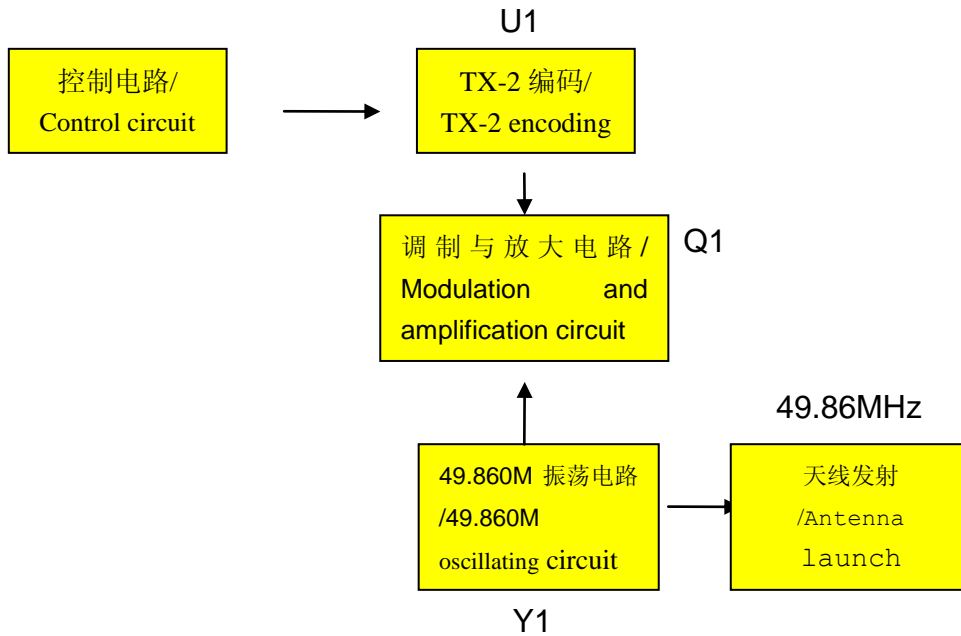 U1
控制电路/
Control circuit
TX-2 编码/
TX-2 encoding
调制与放大电路/
Modulation and
amplification circuit
Q1
49.86MHz
49.860M 振荡电路
/49.860M
oscillating circuit
天线发射
/Antenna
launch
Y1